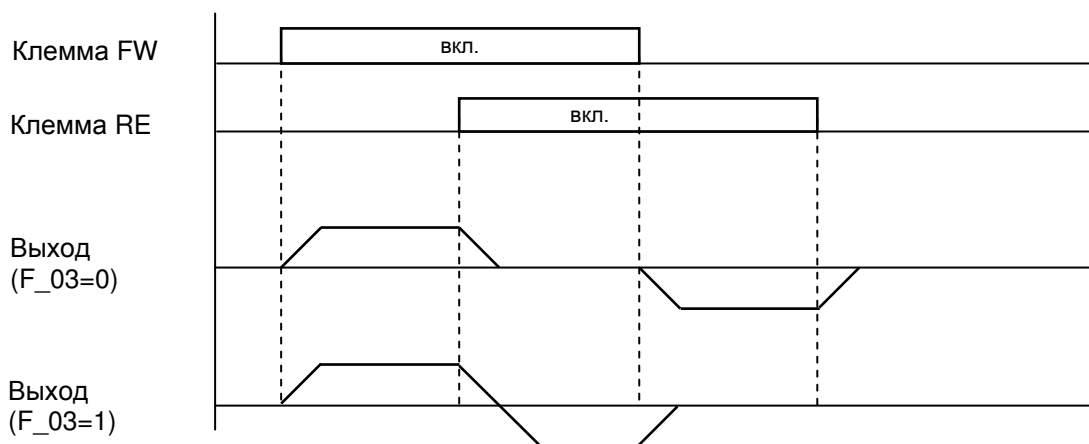 Клемма FW
вкл.
Клемма RE
вкл.
Выход
(F_03=0)
Выход
(F_03=1)